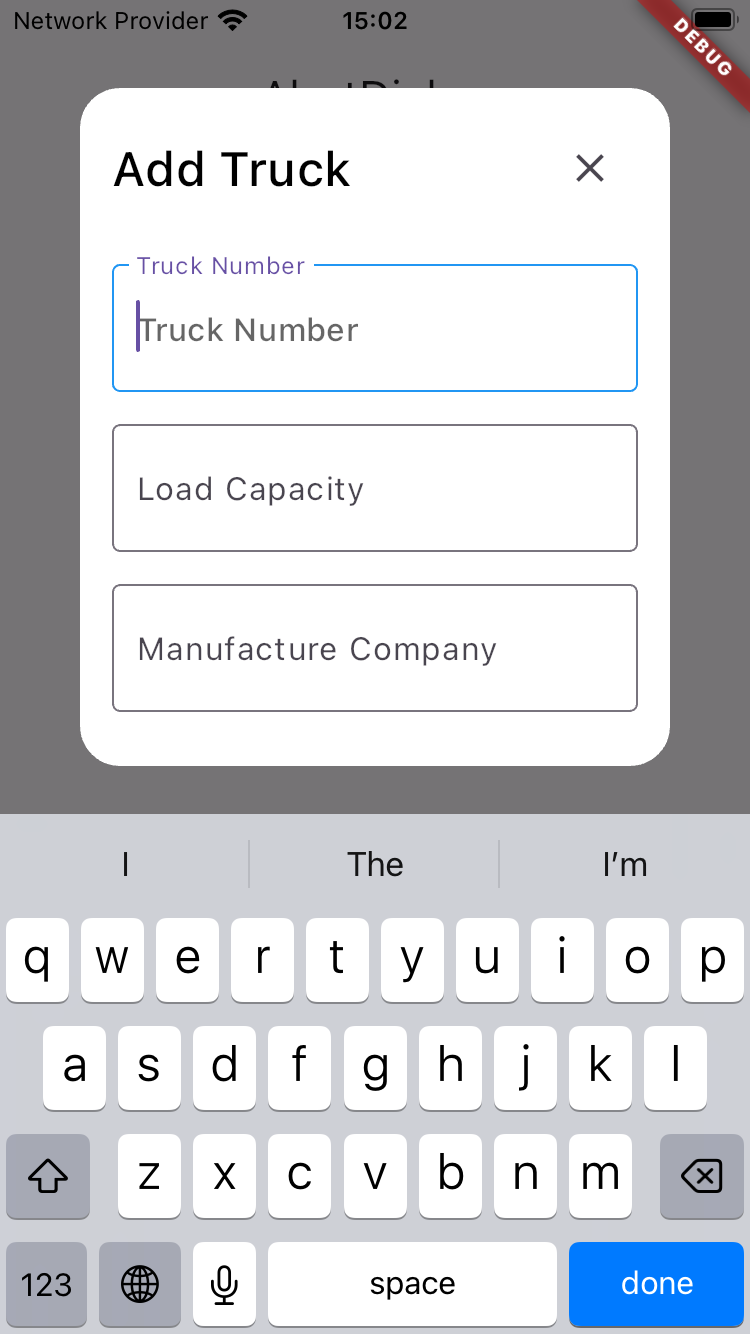 Network Provider 15:02
DEBUG
Add Truck
Truck Number
Truck Number
Load Capacity
Manufacture Company
I The I’m
q w e r t y u i o p
a s d f g h j k l
z x c v b n m
123 space done